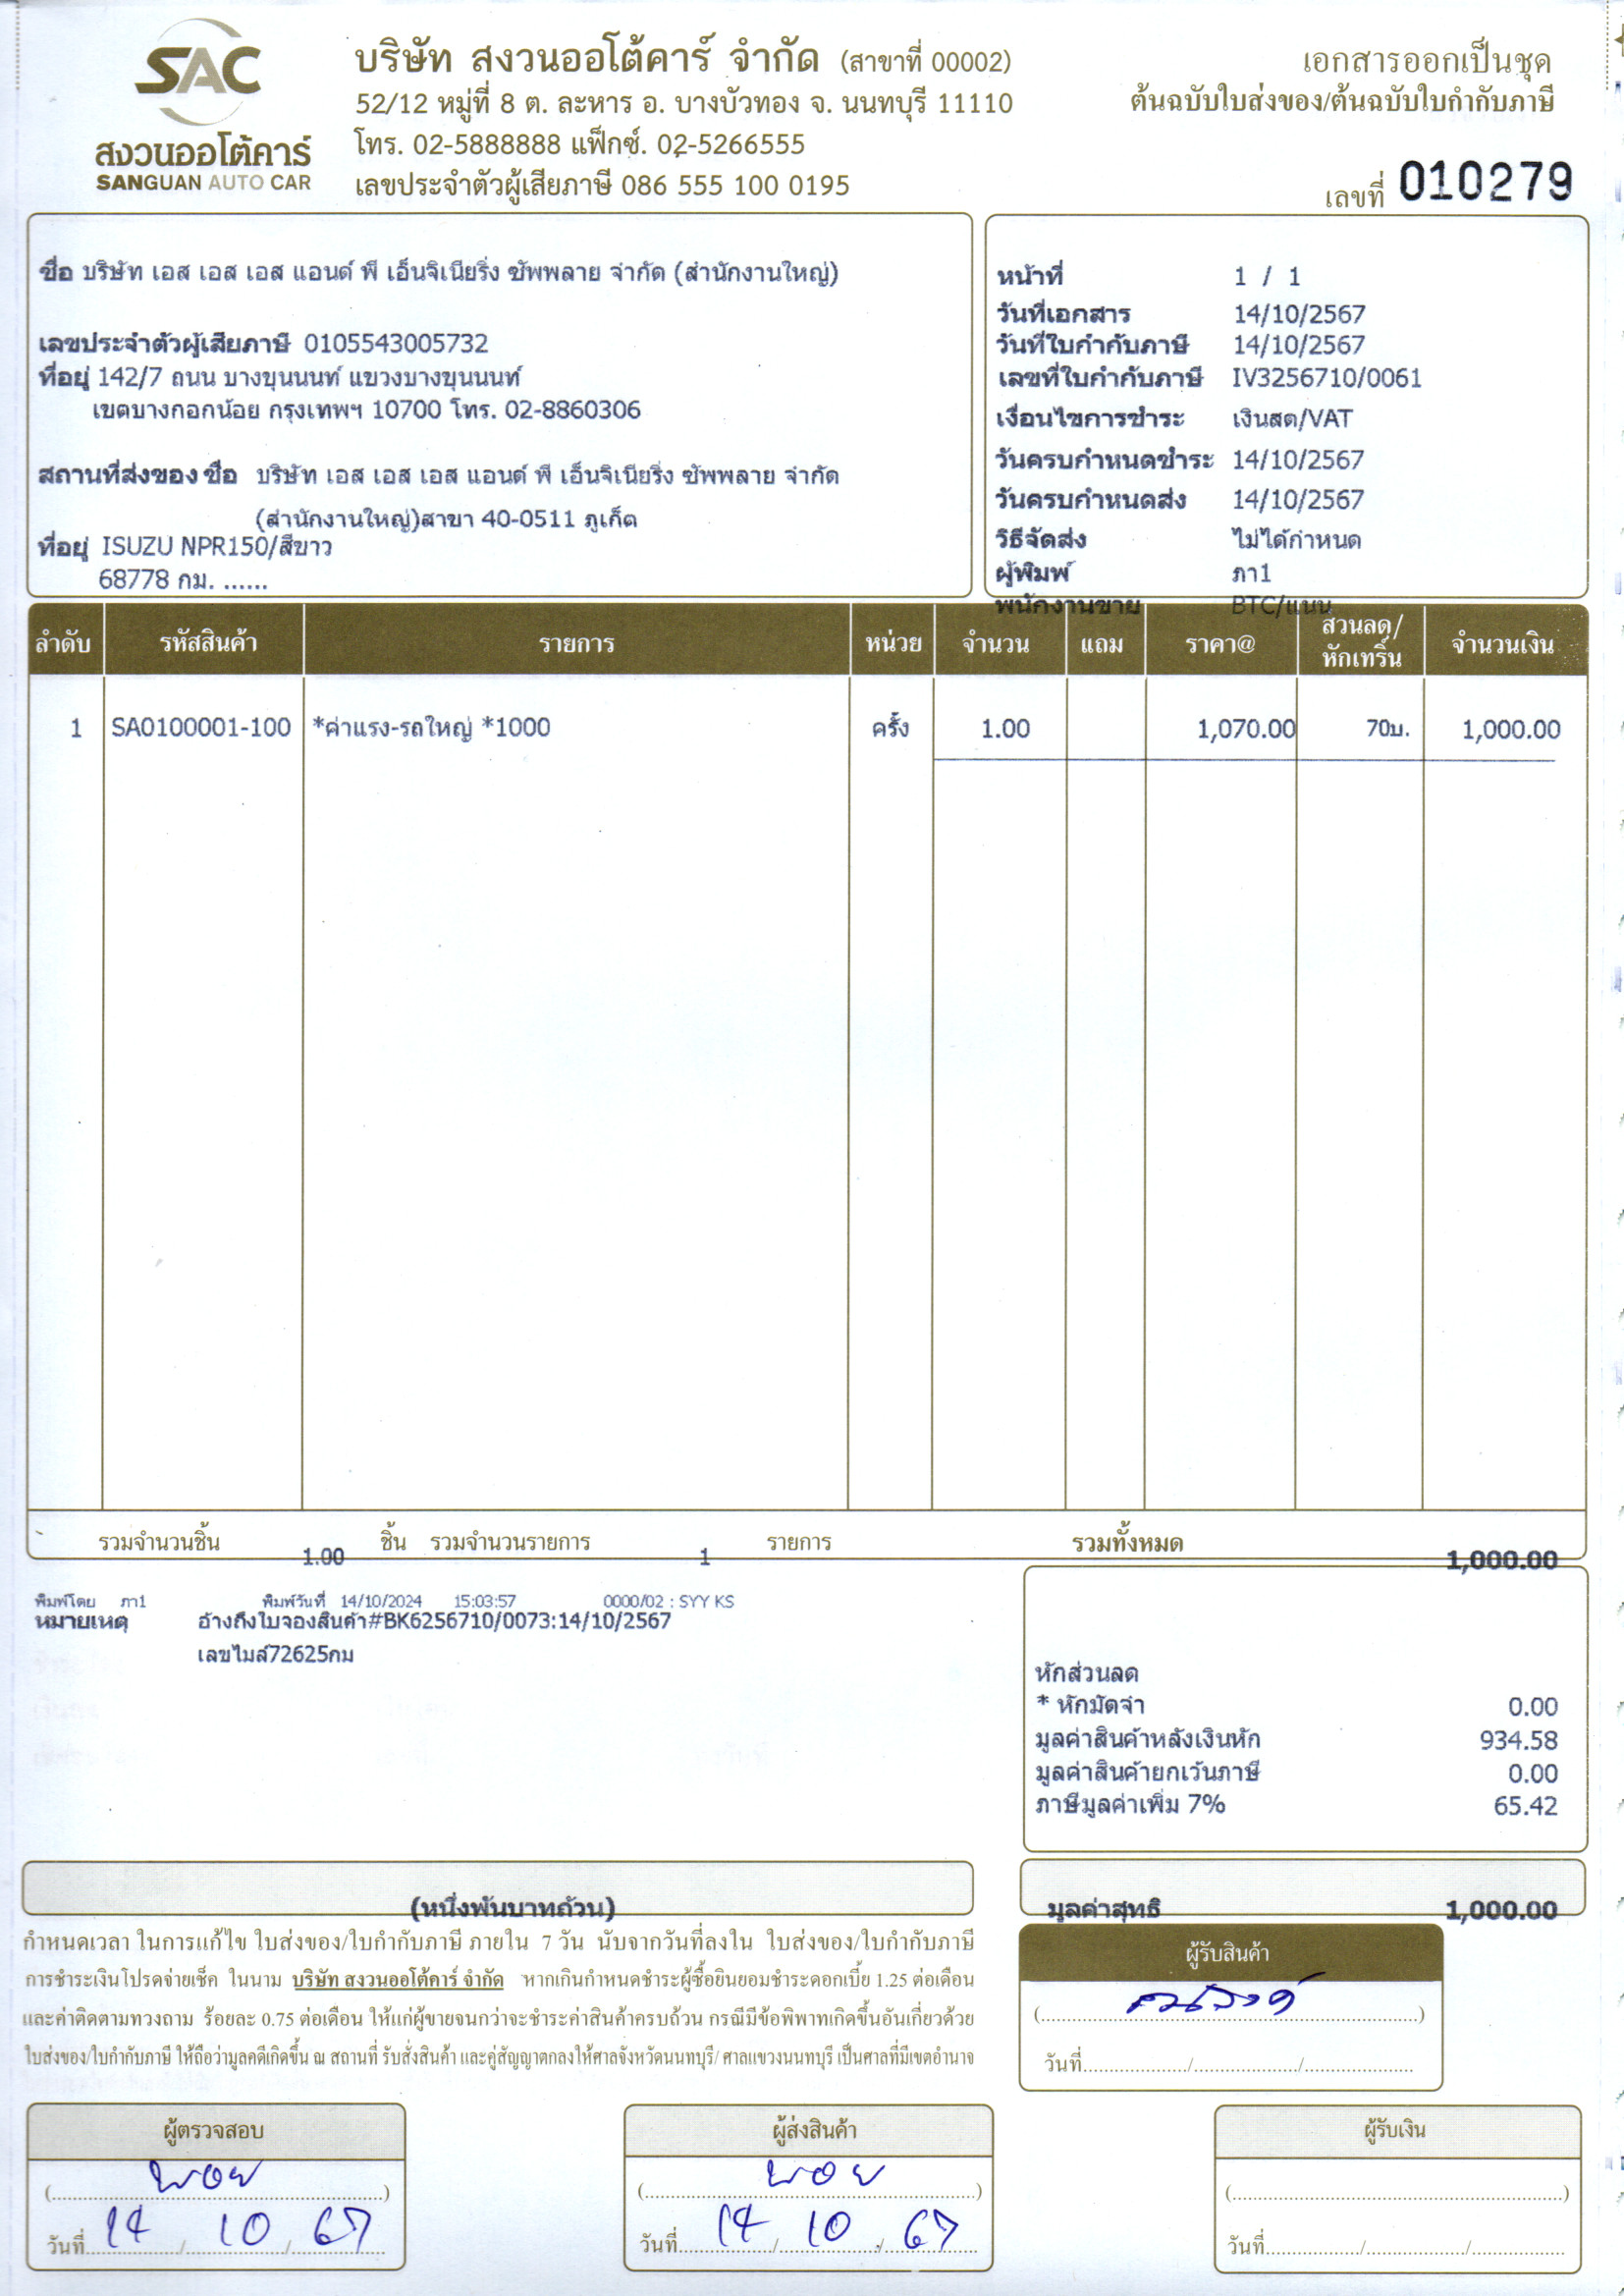 SAC
สงวนออโต้คาร์
SANGUAN AUTO CAR
บริษัท สงวนออโต้คาร์ จำกัด (สาขาที่ 00002)
52/12 หมู่ที่ 8 ต. ละหาร อ. บางบัวทอง จ. นนทบุรี 11110
โทร. 02-5888888 แฟ็กซ์. 02-5266555
เลขประจำตัวผู้เสียภาษี 086 555 100 0195
เอกสารออกเป็นชุด
ต้นฉบับใบส่งของ/ต้นฉบับใบกำกับภาษี
เลขที่ 010279
ชื่อ บริษัท เอส เอส เอส แอนด์ พี เอ็นจิเนียริ่ง ซัพพลาย จำกัด (สำนักงานใหญ่)
เลขประจำตัวผู้เสียภาษี 0105543005732
ที่อยู่ 142/7 ถนน บางขุนนนท์ แขวงบางขุนนนท์
เขตบางกอกน้อย กรุงเทพฯ 10700 โทร. 02-8860306
สถานที่ส่งของ ชื่อ บริษัท เอส เอส เอส แอนด์ พี เอ็นจิเนียริ่ง ซัพพลาย จำกัด
(สำนักงานใหญ่)สาขา 40-0511 ภูเก็ต
ที่อยู่ ISUZU NPR150/สีขาว
68778 กม. ......
หน้าที่ 1 / 1
วันที่เอกสาร 14/10/2567
วันที่ใบกำกับภาษี 14/10/2567
เลขที่ใบกำกับภาษี IV3256710/0061
เงื่อนไขการชำระ เงินสด/VAT
วันครบกำหนดชำระ 14/10/2567
วันครบกำหนดส่ง 14/10/2567
วิธีจัดส่ง ไม่ได้กำหนด
ผู้พิมพ์ ภา1
พนักงานขาย BTC/แนน
ลำดับ รหัสสินค้า รายการ หน่วย จำนวน แถม ราคา@ ส่วนลด/หักเทริ์น จำนวนเงิน
1 SA0100001-100 *ค่าแรง-รถใหญ่ *1000 ครั้ง 1.00 1,070.00 70บ. 1,000.00
รวมจำนวนชิ้น 1.00 ชิ้น รวมจำนวนรายการ 1 รายการ รวมทั้งหมด 1,000.00
พิมพ์โดย ภา1 พิมพ์วันที่ 14/10/2024 15:03:57 0000/02 : SYY KS
หมายเหตุ อ้างถึงใบจองสินค้า#BK6256710/0073:14/10/2567
เลขไมล์72625กม
หักส่วนลด
* หักมัดจำ 0.00
มูลค่าสินค้าหลังเงินหัก 934.58
มูลค่าสินค้ายกเว้นภาษี 0.00
ภาษีมูลค่าเพิ่ม 7% 65.42
(หนึ่งพันบาทถ้วน)
มูลค่าสุทธิ 1,000.00
กำหนดเวลา ในการแก้ไข ใบส่งของ/ใบกำกับภาษี ภายใน 7 วัน นับจากวันที่ลงใน ใบส่งของ/ใบกำกับภาษี
การชำระเงินโปรดจ่ายเช็ค ในนาม บริษัท สงวนออโต้คาร์ จำกัด หากเกินกำหนดชำระผู้ซื้อยินยอมชำระดอกเบี้ย 1.25 ต่อเดือน
และค่าติดตามทวงถาม ร้อยละ 0.75 ต่อเดือน ให้แก่ผู้ขายจนกว่าจะชำระค่าสินค้าครบถ้วน กรณีมีข้อพิพาทเกิดขึ้นอันเกี่ยวด้วย
ใบส่งของ/ใบกำกับภาษี ให้ถือว่ามูลคดีเกิดขึ้น ณ สถานที่ รับสั่งสินค้า และคู่สัญญาตกลงให้ศาลจังหวัดนนทบุรี/ ศาลแขวงนนทบุรี เป็นศาลที่มีเขตอำนาจ
ผู้รับสินค้า
วันที่ / /
ผู้ตรวจสอบ
(พลอย)
วันที่ 14 / 10 / 67
ผู้ส่งสินค้า
(พลอย)
วันที่ 14 / 10 / 67
ผู้รับเงิน
วันที่ / /